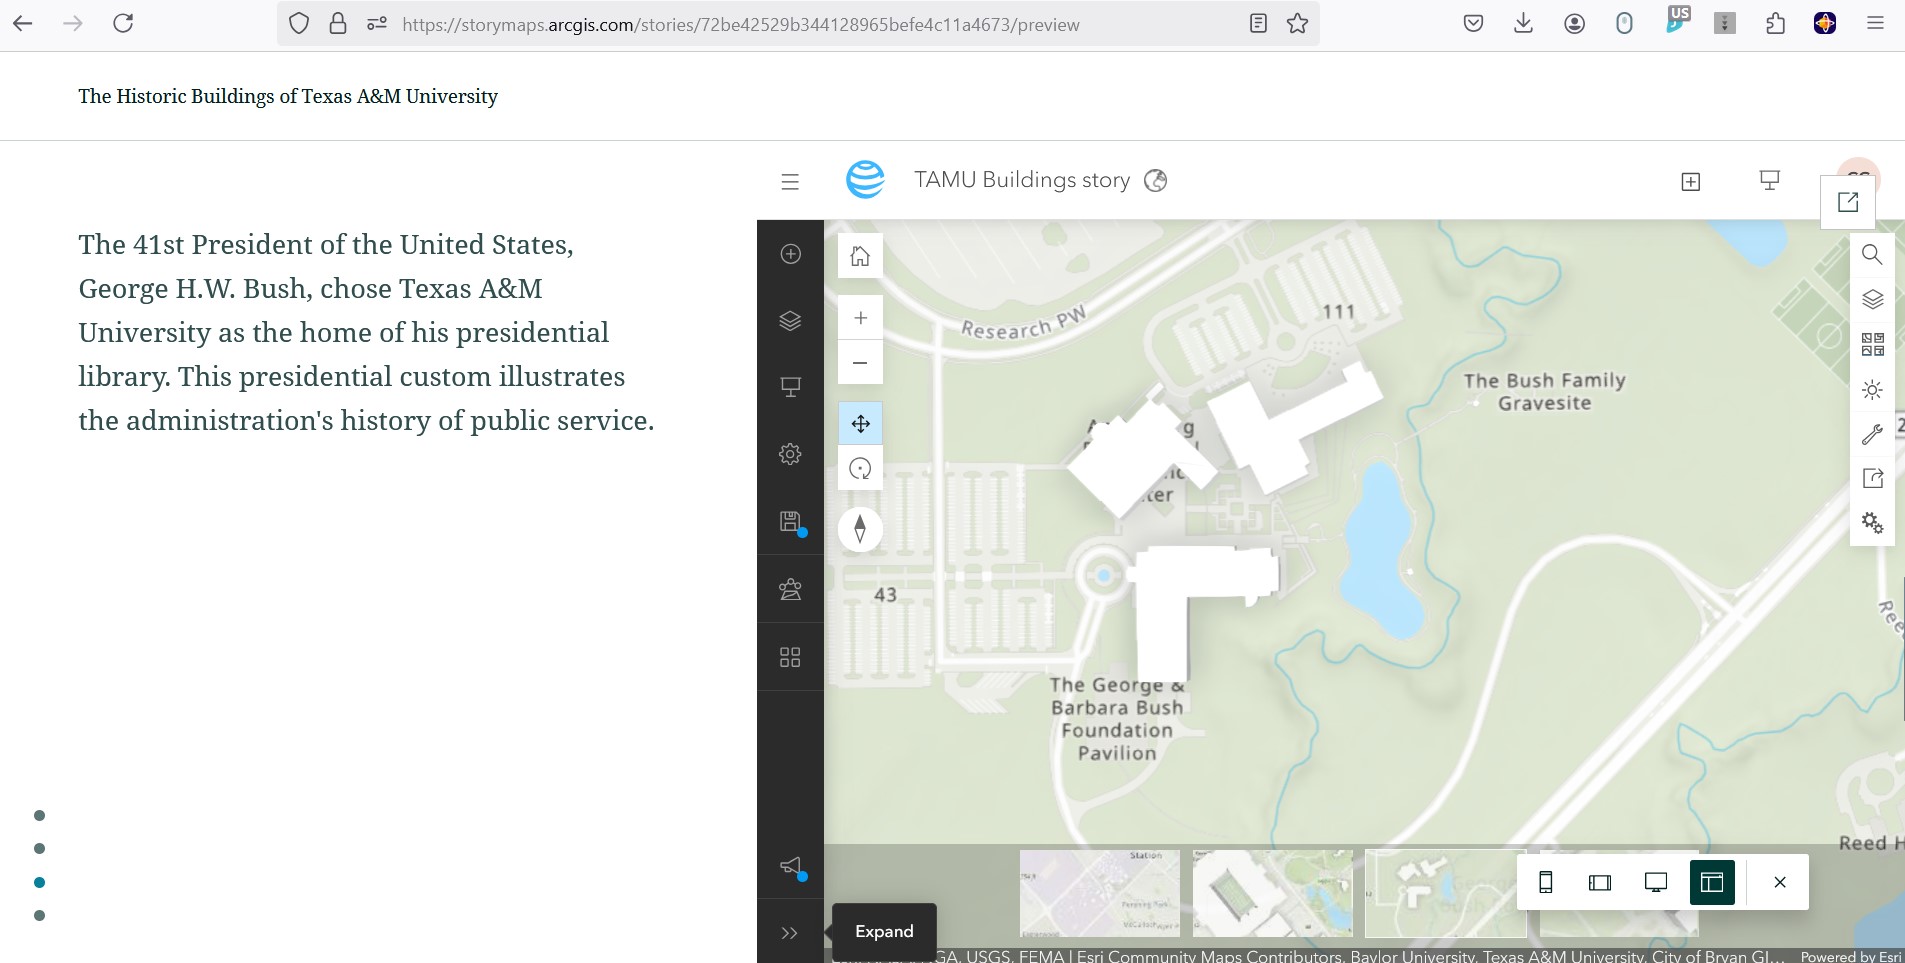 https://storymaps.arcgis.com/stories/72be42529b344128965befe4c11a4673/preview
US
The Historic Buildings of Texas A&M University
TAMU Buildings story
The 41st President of the United States,
George H.W. Bush, chose Texas A&M
University as the home of his presidential
library. This presidential custom illustrates
the administration's history of public service.
Research PW
111
The Bush Family
Gravesite
43
The George &
Barbara Bush
Foundation
Pavilion
Reed H
Station
Expand
USGS, FEMA | Esri Community Maps Contributors, Baylor University, Texas A&M University, City of Bryan GI...
Powered by Esri